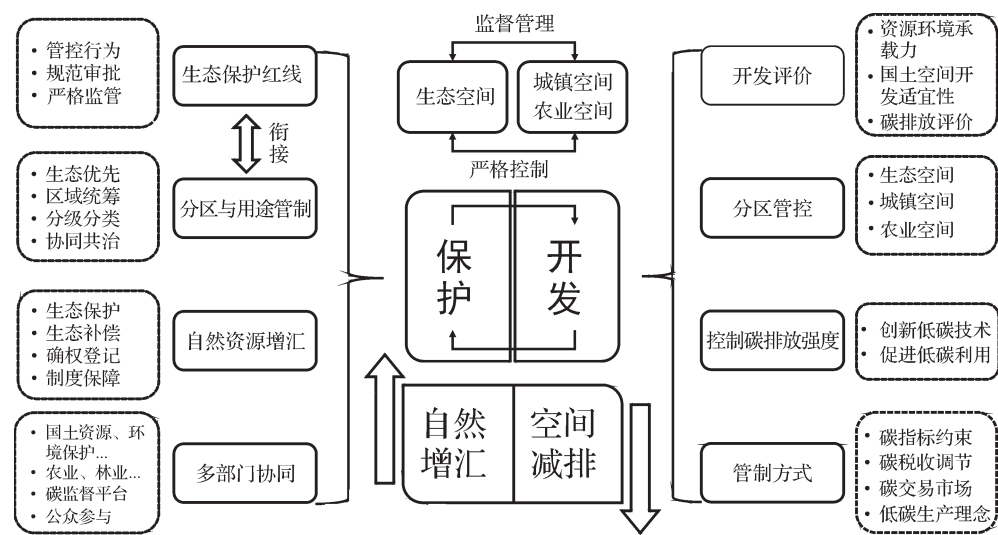 • 管控行为
• 规范审批
• 严格监管
生态保护红线
衔
接
• 生态优先
• 区域统筹
• 分级分类
• 协同共治
分区与用途管制
• 生态保护
• 生态补偿
• 确权登记
• 制度保障
自然资源增汇
• 国土资源、环
境保护...
• 农业、林业...
• 碳监督平台
• 公众参与
多部门协同
监督管理
生态空间
城镇空间
农业空间
严格控制
保
护
开
发
自然
增汇
空间
减排
开发评价
• 资源环境承
载力
• 国土空间开
发适宜性
• 碳排放评价
分区管控
• 生态空间
• 城镇空间
• 农业空间
控制碳排放强度
• 创新低碳技术
• 促进低碳利用
管制方式
• 碳指标约束
• 碳税收调节
• 碳交易市场
• 低碳生产理念